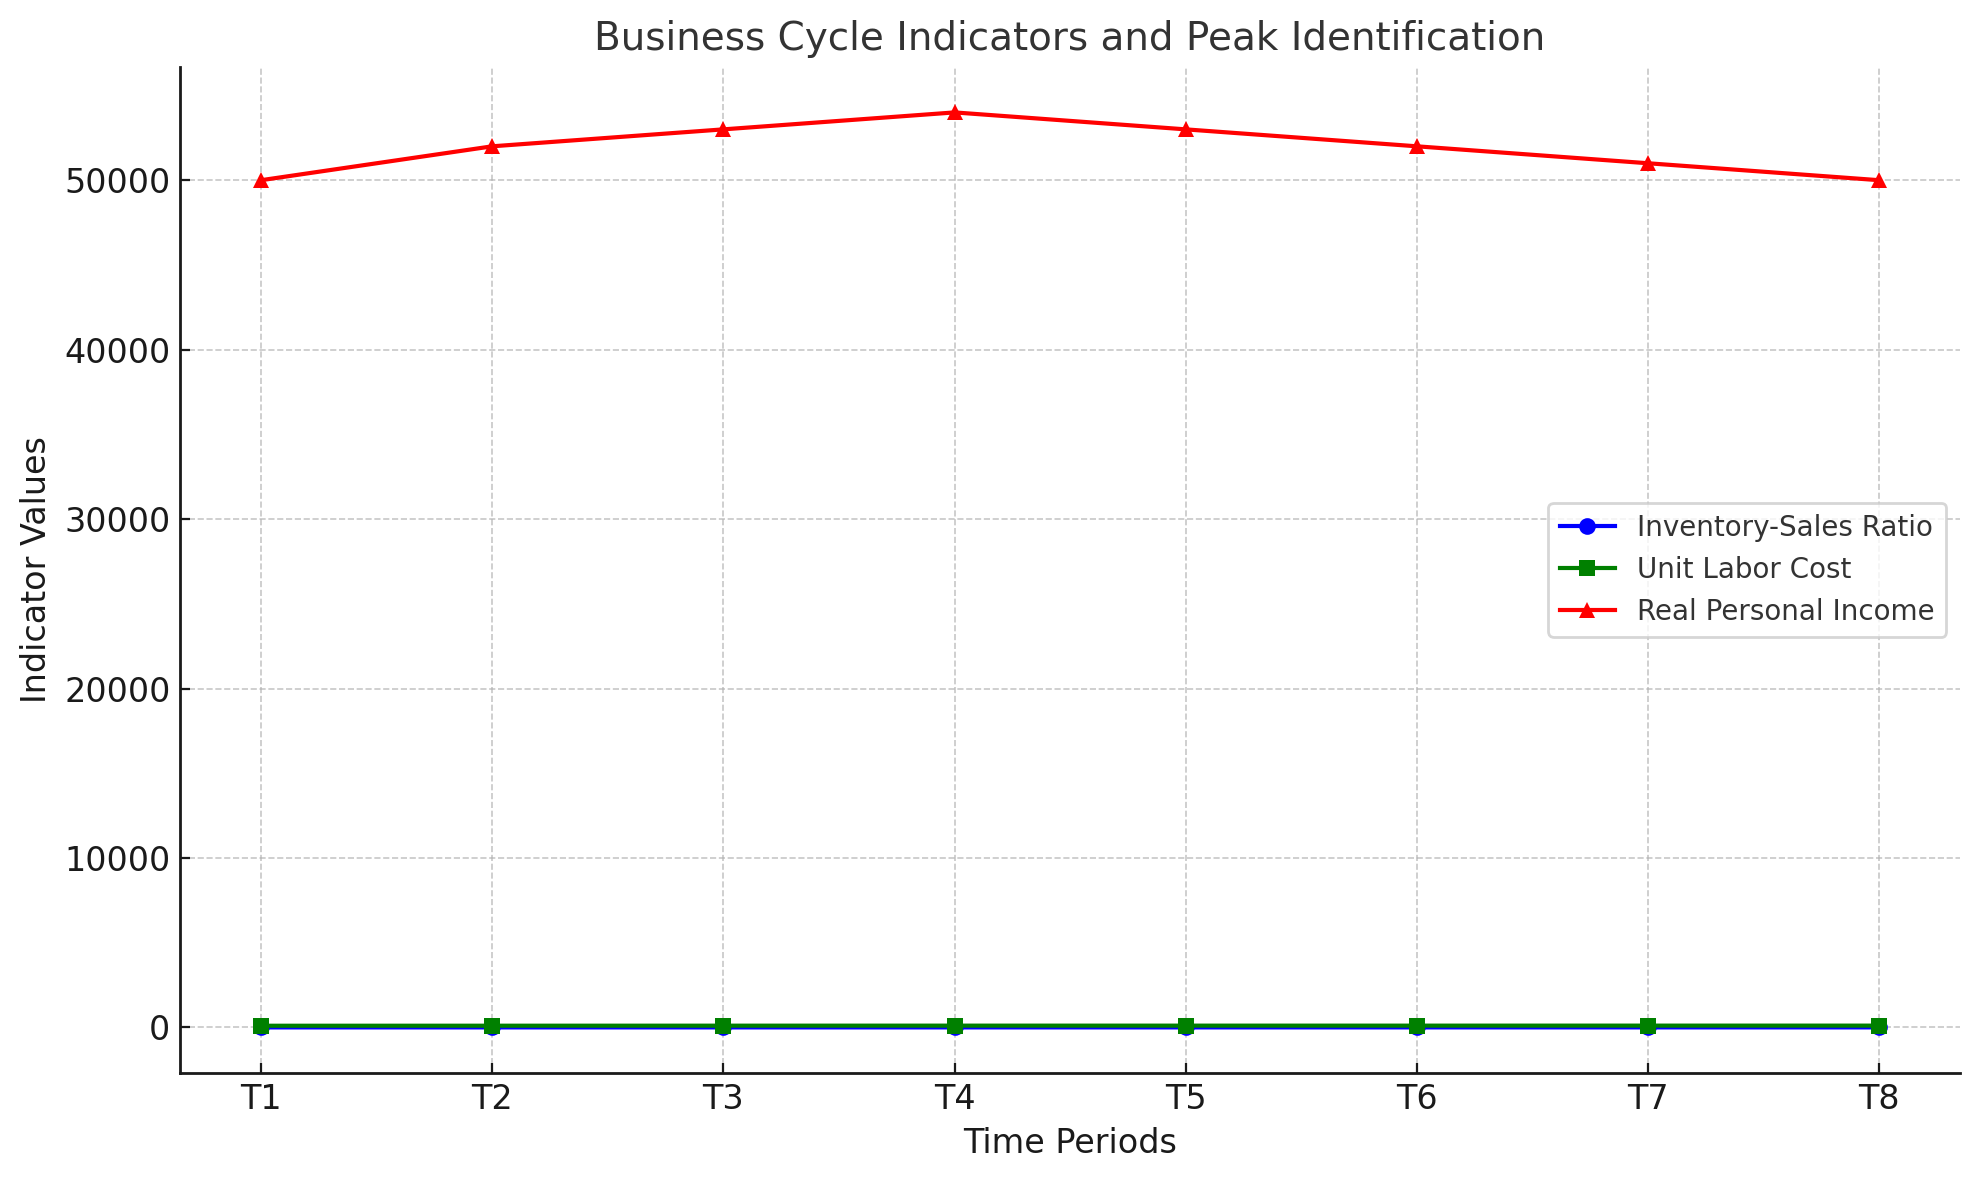 Business Cycle Indicators and Peak Identification
50000
40000
30000
20000
10000
0
Indicator Values
Inventory-Sales Ratio
Unit Labor Cost
Real Personal Income
T1 T2 T3 T4 T5 T6 T7 T8
Time Periods